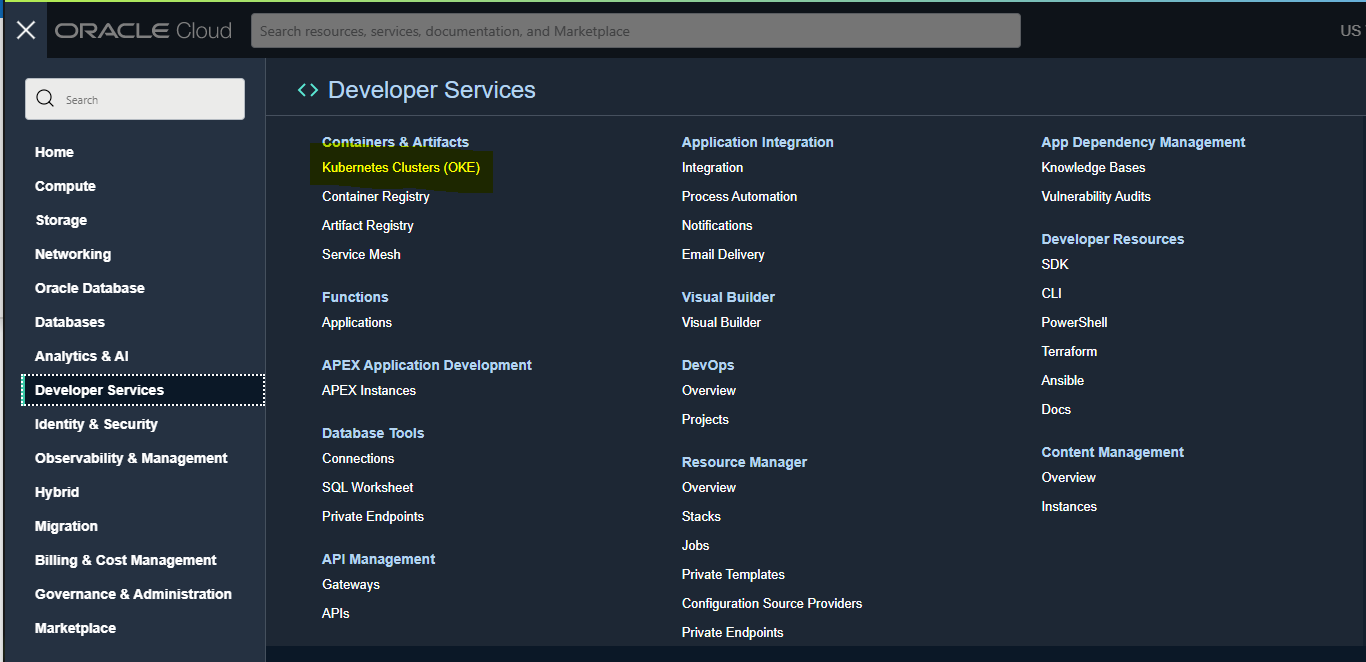 ORACLE Cloud
Search resources, services, documentation, and Marketplace
US
Search
Home
Compute
Storage
Networking
Oracle Database
Databases
Analytics & AI
Developer Services
Identity & Security
Observability & Management
Hybrid
Migration
Billing & Cost Management
Governance & Administration
Marketplace
Developer Services
Containers & Artifacts
Kubernetes Clusters (OKE)
Container Registry
Artifact Registry
Service Mesh
Functions
Applications
APEX Application Development
APEX Instances
Database Tools
Connections
SQL Worksheet
Private Endpoints
API Management
Gateways
APIs
Application Integration
Integration
Process Automation
Notifications
Email Delivery
Visual Builder
Visual Builder
DevOps
Overview
Projects
Resource Manager
Overview
Stacks
Jobs
Private Templates
Configuration Source Providers
Private Endpoints
App Dependency Management
Knowledge Bases
Vulnerability Audits
Developer Resources
SDK
CLI
PowerShell
Terraform
Ansible
Docs
Content Management
Overview
Instances